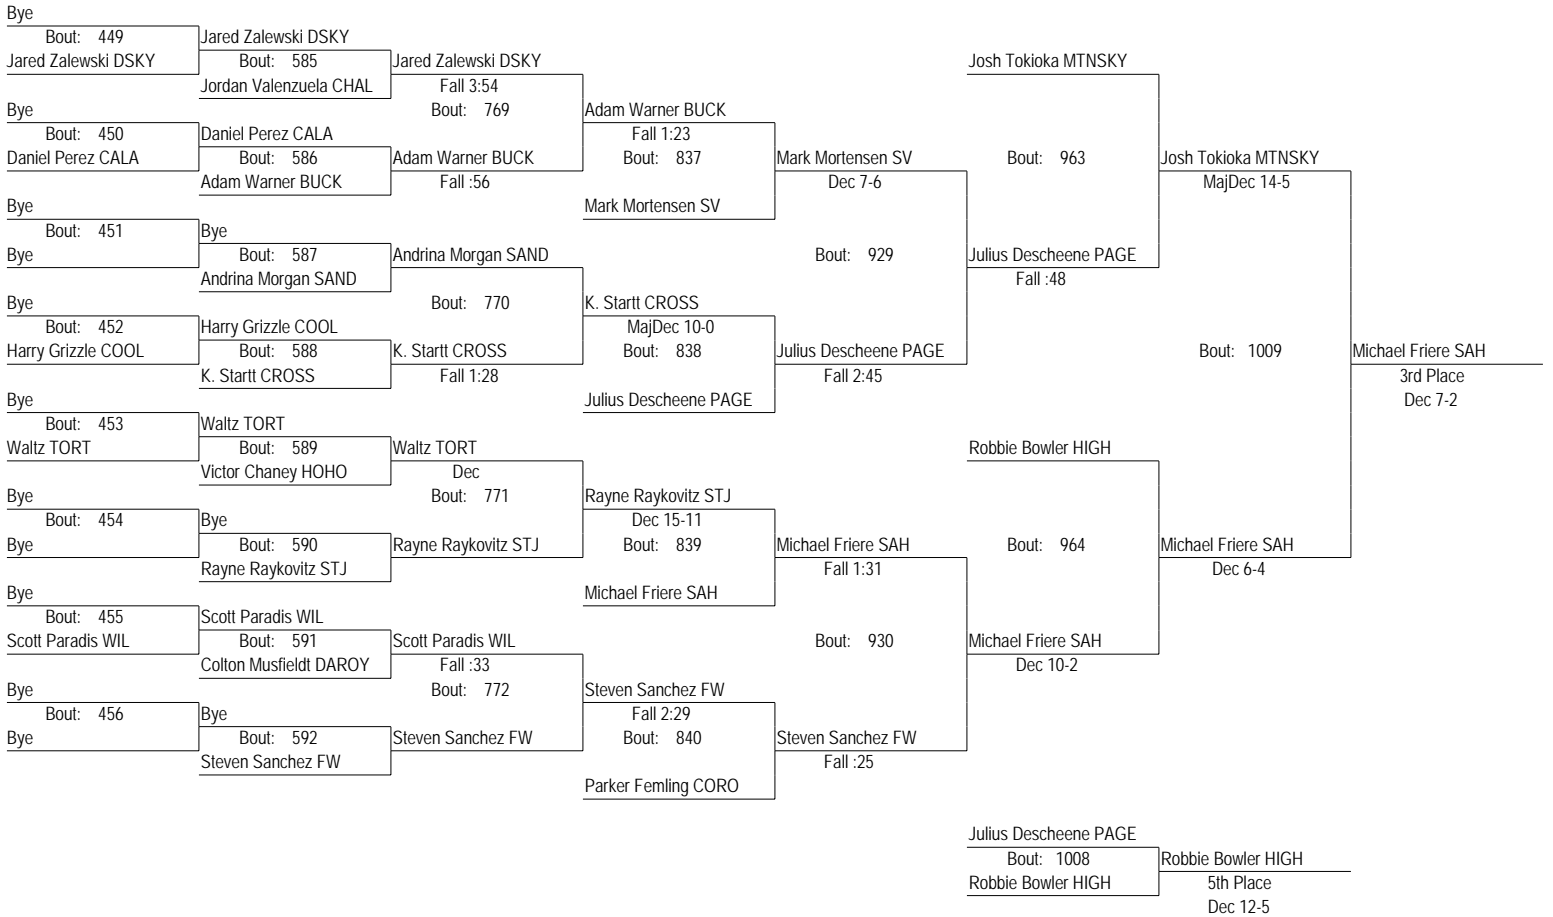 Bye
Bout: 449
Jared Zalewski DSKY
Bye
Bout: 450
Daniel Perez CALA
Bye
Bout: 451
Bye
Bye
Bout: 452
Harry Grizzle COOL
Bye
Bout: 453
Waltz TORT
Bye
Bout: 454
Bye
Bye
Bout: 455
Scott Paradis WIL
Bye
Bout: 456
Bye
Jared Zalewski DSKY
Bout: 585
Jordan Valenzuela CHAL
Daniel Perez CALA
Bout: 586
Adam Warner BUCK
Bye
Bout: 587
Andrina Morgan SAND
Harry Grizzle COOL
Bout: 588
K. Startt CROSS
Waltz TORT
Bout: 589
Victor Chaney HOHO
Bye
Bout: 590
Rayne Raykovitz STJ
Scott Paradis WIL
Bout: 591
Colton Musfieldt DAROY
Bye
Bout: 592
Steven Sanchez FW
Jared Zalewski DSKY
Fall 3:54
Bout: 769
Adam Warner BUCK
Fall :56
Andrina Morgan SAND
Bout: 770
K. Startt CROSS
Fall 1:28
Waltz TORT
Dec
Bout: 771
Rayne Raykovitz STJ
Scott Paradis WIL
Fall :33
Bout: 772
Steven Sanchez FW
Adam Warner BUCK
Fall 1:23
Bout: 837
Mark Mortensen SV
K. Startt CROSS
MajDec 10-0
Bout: 838
Julius Descheene PAGE
Rayne Raykovitz STJ
Dec 15-11
Bout: 839
Michael Friere SAH
Steven Sanchez FW
Fall 2:29
Bout: 840
Parker Femling CORO
Mark Mortensen SV
Dec 7-6
Bout: 929
Julius Descheene PAGE
Fall 2:45
Michael Friere SAH
Fall 1:31
Bout: 930
Steven Sanchez FW
Fall :25
Josh Tokioka MTNSKY
Bout: 963
Julius Descheene PAGE
Fall :48
Robbie Bowler HIGH
Bout: 964
Michael Friere SAH
Dec 10-2
Josh Tokioka MTNSKY
MajDec 14-5
Bout: 1009
Michael Friere SAH
Dec 6-4
Michael Friere SAH
3rd Place
Dec 7-2
Julius Descheene PAGE
Bout: 1008
Robbie Bowler HIGH
Robbie Bowler HIGH
5th Place
Dec 12-5